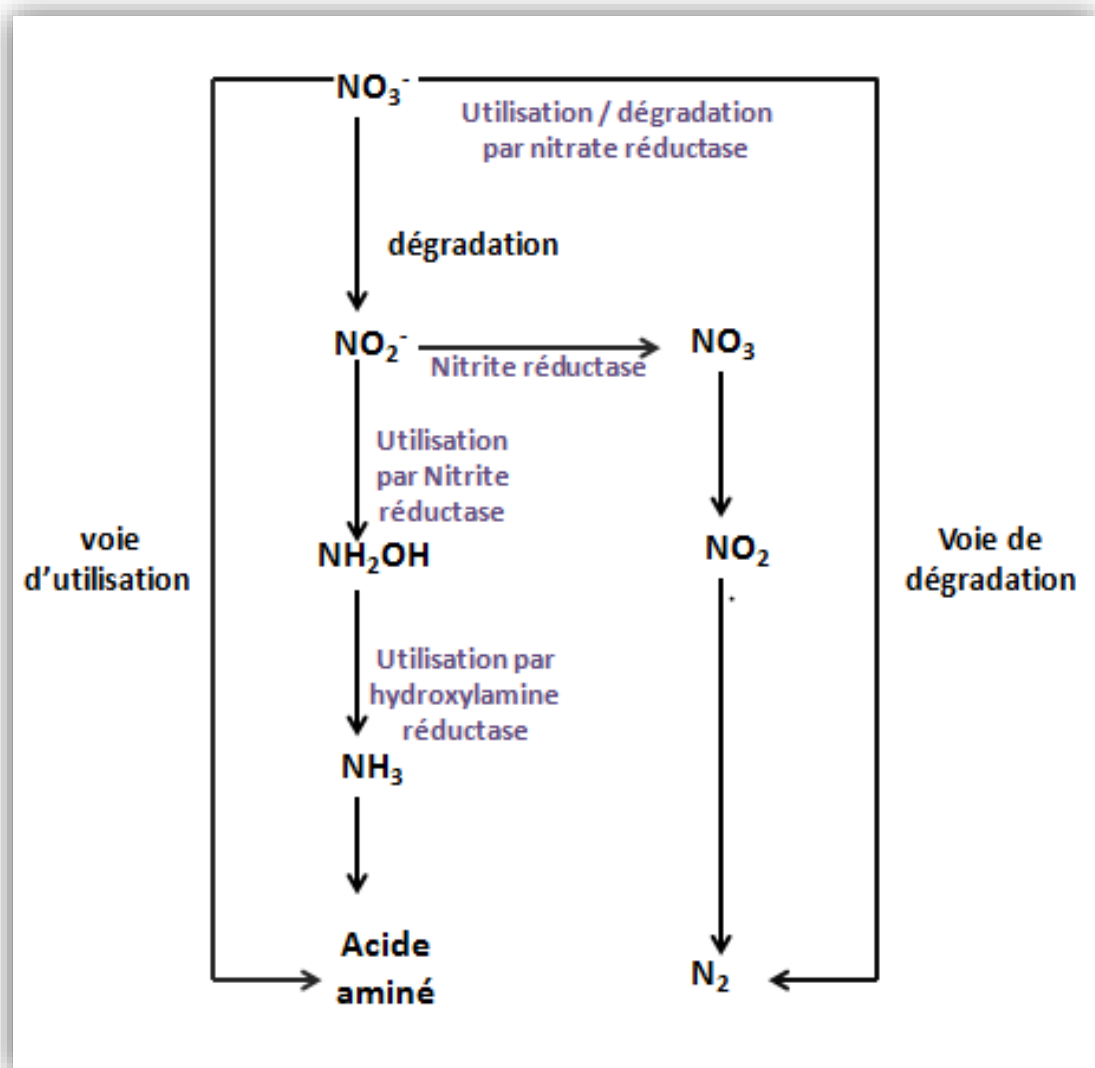 NO₃⁻
Utilisation / dégradation
par nitrate réductase
dégradation
NO₂⁻
Nitrite réductase
NO₃
Utilisation
par Nitrite
réductase
voie
d’utilisation
NH₂OH
NO₂
Voie de
dégradation
Utilisation par
hydroxylamine
réductase
NH₃
Acide
aminé
N₂